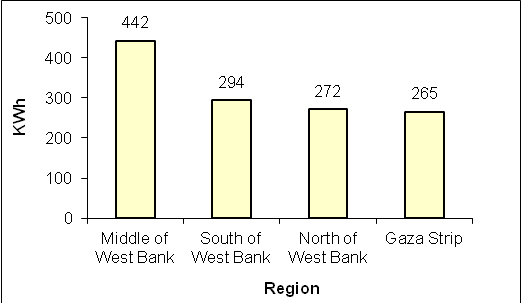 500
400
300
200
100
0
KWh
442
294
272
265
Middle of
West Bank
South of
West Bank
North of
West Bank
Gaza Strip
Region